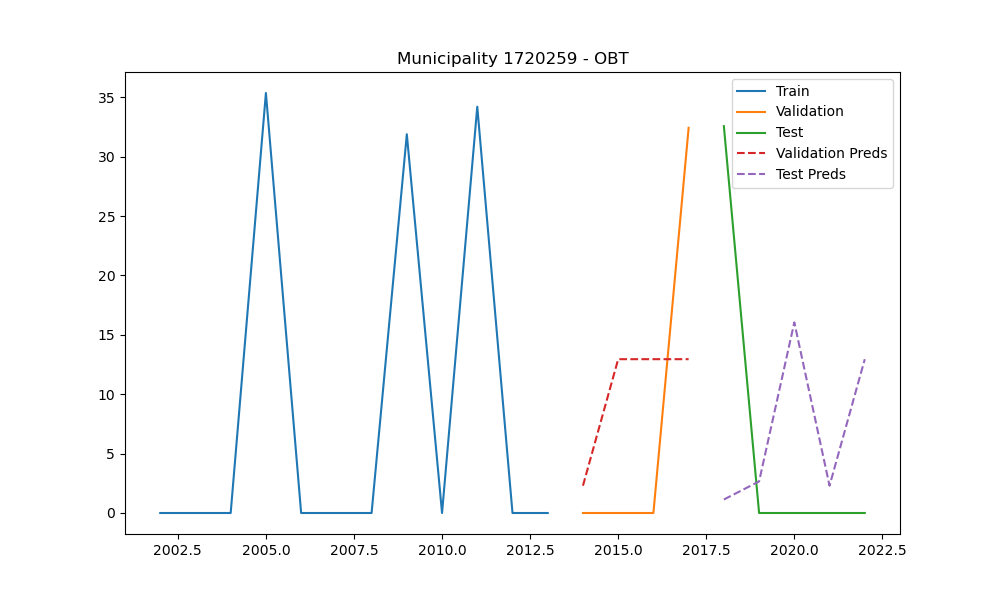 Municipality 1720259 - OBT
Train
Validation
Test
Validation Preds
Test Preds
35
30
25
20
15
10
5
0
2002.5 2005.0 2007.5 2010.0 2012.5 2015.0 2017.5 2020.0 2022.5